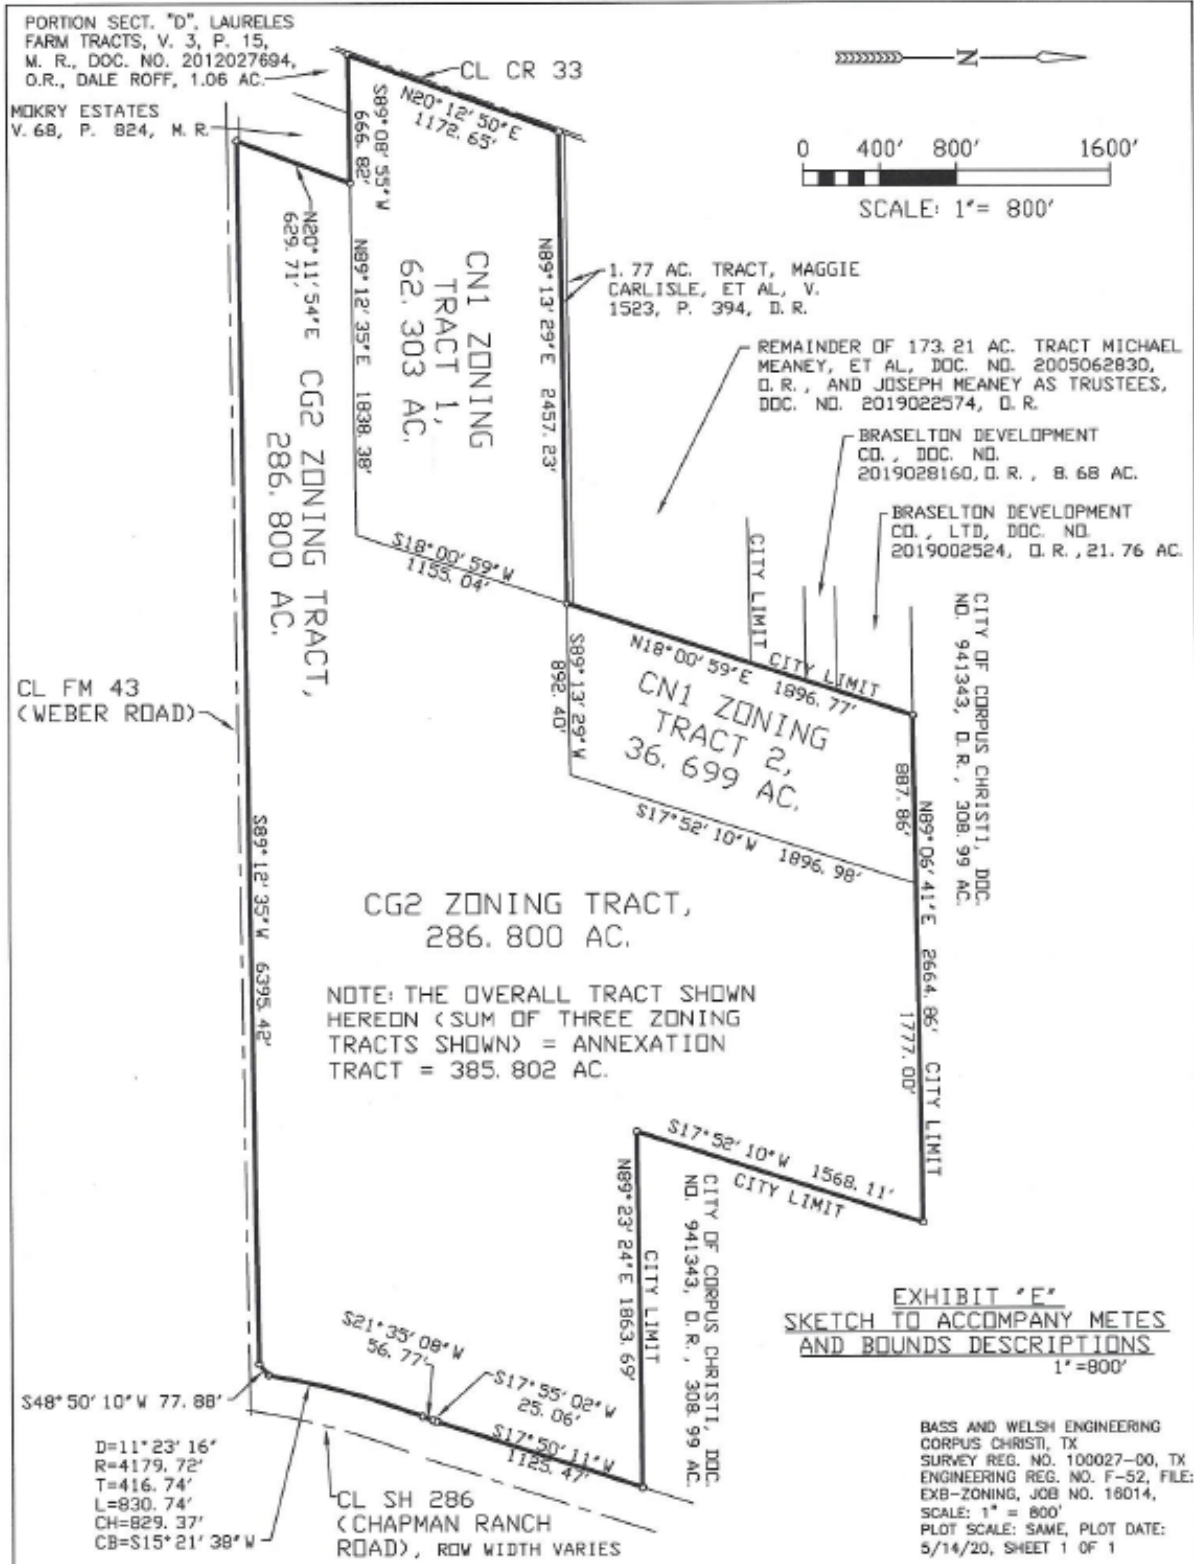 PORTION SECT. "D", LAURELES
FARM TRACTS, V. 3, P. 15,
M. R., DOC. NO. 2012027694,
O.R., DALE ROFF, 1.06 AC.
MOKRY ESTATES
V. 68, P. 824, M. R.
CL CR 33
N20°12'50"E
1172.65'
S89°08'55"W
666.82'
N
0 400' 800' 1600'
SCALE: 1"= 800'
N20°11'54"E
629.71'
N89°12'35"E 1838.38'
CN1 ZONING
TRACT 1,
62.303 AC.
N89°13'29"E 2457.23'
1.77 AC. TRACT, MAGGIE
CARLISLE, ET AL, V.
1523, P. 394, D.R.
REMAINDER OF 173.21 AC. TRACT MICHAEL
MEANEY, ET AL, DOC. NO. 2005062830,
O.R., AND JOSEPH MEANEY AS TRUSTEES,
DOC. NO. 2019022574, O.R.
BRASELTON DEVELOPMENT
CO., DOC. NO.
2019028160, O.R., 8.68 AC.
BRASELTON DEVELOPMENT
CO., LTD, DOC. NO.
2019002524, O.R., 21.76 AC.
CG2 ZONING TRACT,
286.800 AC.
S18°00'59"W
1155.04'
CITY LIMIT
CITY LIMIT
N18°00'59"E 1896.77'
CITY OF CORPUS CHRISTI, DOC.
NO. 941343, O.R., 308.99 AC.
S89°13'29"W
892.40'
CN1 ZONING
TRACT 2,
36.699 AC.
S17°52'10"W 1896.98'
887.86'
N89°06'41"E 2664.86' CITY LIMIT
1777.00'
CL FM 43
(WEBER ROAD)
S89°12'35"W 6395.42'
CG2 ZONING TRACT,
286.800 AC.
NOTE: THE OVERALL TRACT SHOWN
HEREON (SUM OF THREE ZONING
TRACTS SHOWN) = ANNEXATION
TRACT = 385.802 AC.
S17°52'10"W 1568.11'
CITY LIMIT
N89°23'24"E 1863.69'
CITY LIMIT
CITY OF CORPUS CHRISTI, DOC.
NO. 941343, O.R., 308.99 AC.
EXHIBIT "E"
SKETCH TO ACCOMPANY METES
AND BOUNDS DESCRIPTIONS
1"=800'
S21°35'08"W
56.77'
S17°55'02"W
25.06'
S17°50'11"W
1125.47'
S48°50'10"W 77.88'
D=11°23'16"
R=4179.72'
T=416.74'
L=830.74'
CH=829.37'
CB=S15°21'38"W
CL SH 286
(CHAPMAN RANCH
ROAD), ROW WIDTH VARIES
BASS AND WELSH ENGINEERING
CORPUS CHRISTI, TX
SURVEY REG. NO. 100027-00, TX
ENGINEERING REG. NO. F-52, FILE:
EXB-ZONING, JOB NO. 16014,
SCALE: 1" = 800'
PLOT SCALE: SAME, PLOT DATE:
5/14/20, SHEET 1 OF 1